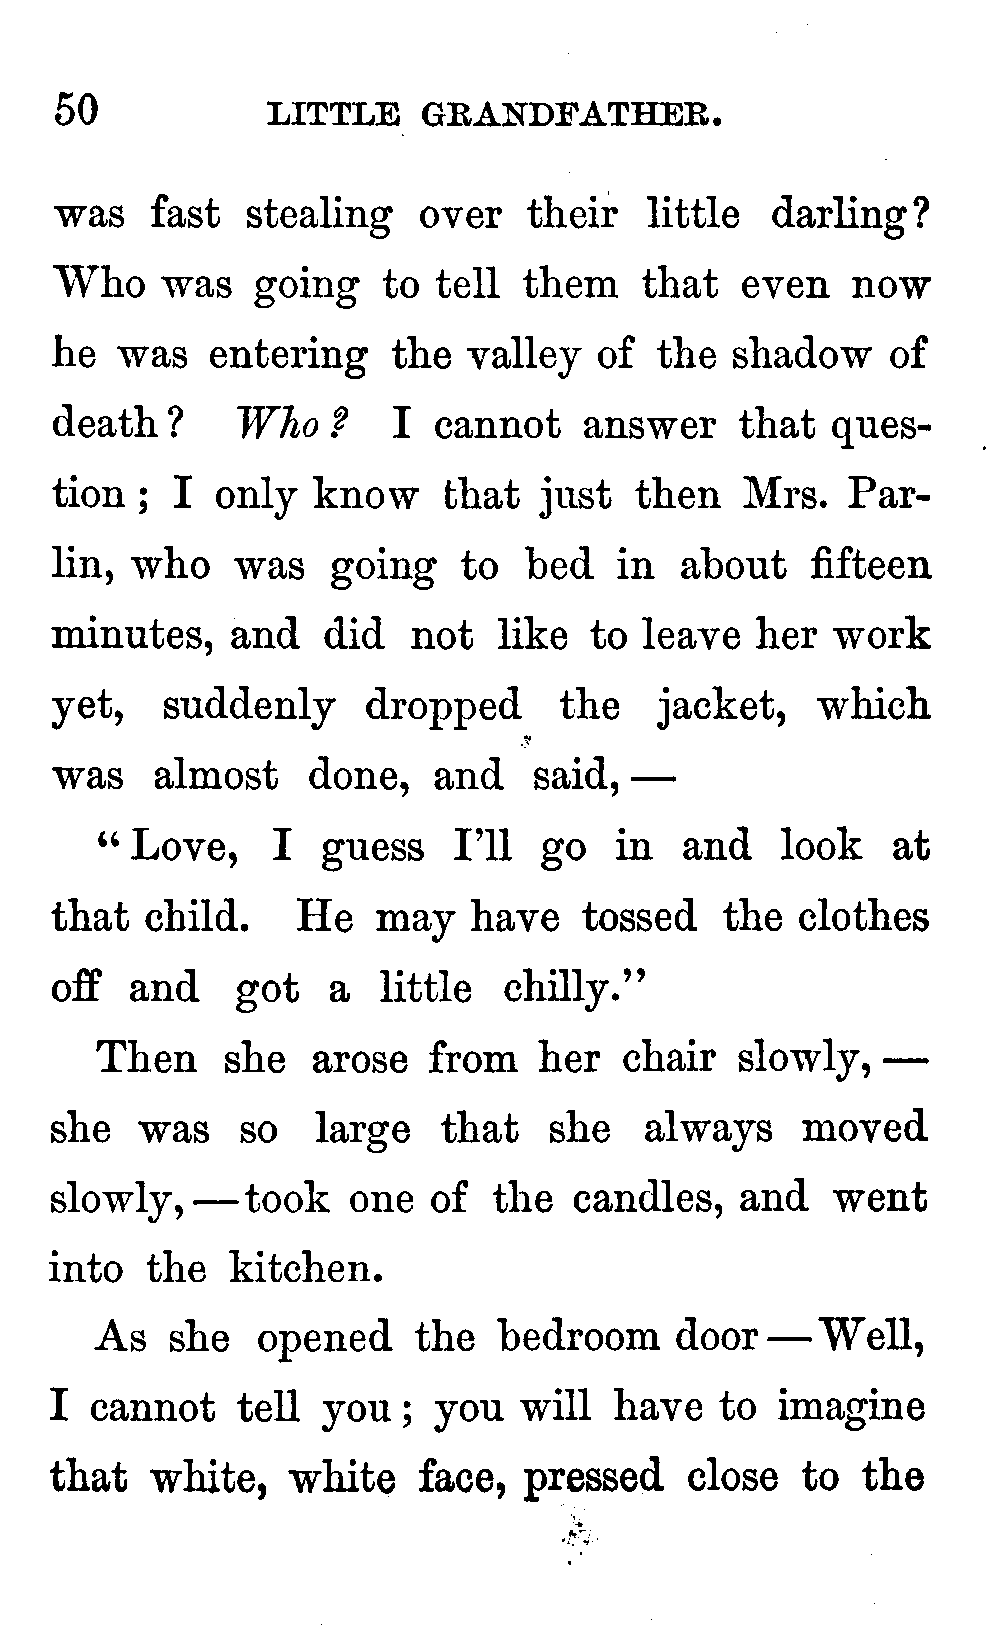 50 LITTLE GRANDFATHER.
was fast stealing over their little darling?
Who was going to tell them that even now
he was entering the valley of the shadow of
death? Who? I cannot answer that ques-
tion; I only know that just then Mrs. Par-
lin, who was going to bed in about fifteen
minutes, and did not like to leave her work
yet, suddenly dropped the jacket, which
was almost done, and said,—
“Love, I guess I’ll go in and look at
that child. He may have tossed the clothes
off and got a little chilly.”
Then she arose from her chair slowly,—
she was so large that she always moved
slowly,—took one of the candles, and went
into the kitchen.
As she opened the bedroom door—Well,
I cannot tell you; you will have to imagine
that white, white face, pressed close to the